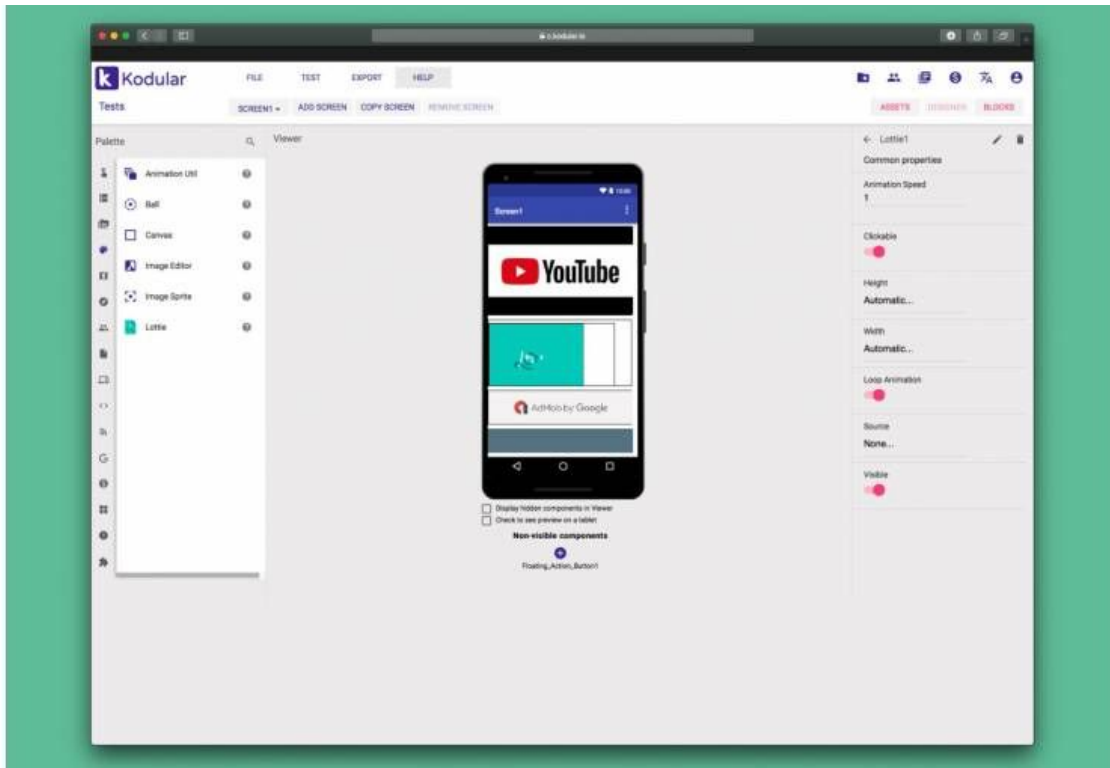 c.kodular.io
Kodular
FILE TEST EXPORT HELP
Tests
SCREEN1 ADD SCREEN COPY SCREEN REMOVE SCREEN
ASSETS DESIGNER BLOCKS
Palette
Viewer
Animation Util
Ball
Canvas
Image Editor
Image Sprite
Lottie
Screen1
YouTube
AdMob by Google
Display hidden components in Viewer
Check to see preview on a tablet
Non-visible components
Floating_Action_Button1
Lottie1
Common properties
Animation Speed
1
Clickable
Height
Automatic...
Width
Automatic...
Loop Animation
Source
None...
Visible